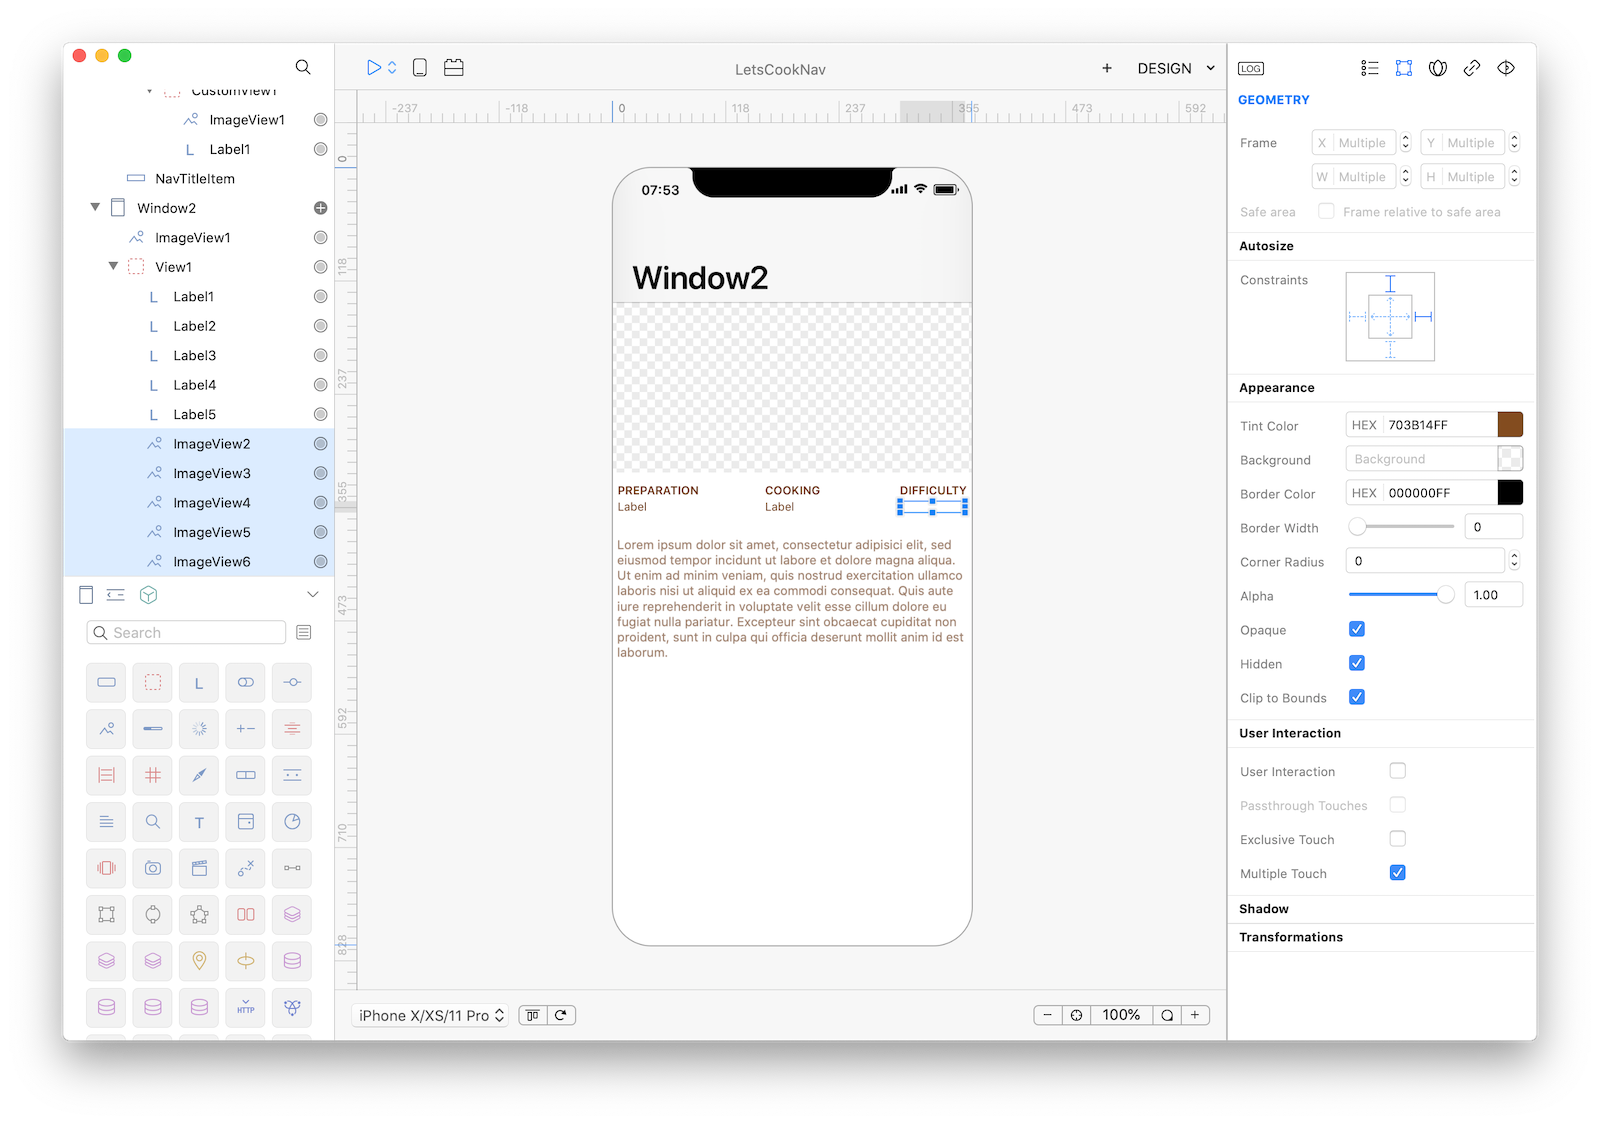 CustomView1
ImageView1
L Label1
NavTitleItem
Window2
ImageView1
View1
L Label1
L Label2
L Label3
L Label4
L Label5
ImageView2
ImageView3
ImageView4
ImageView5
ImageView6
Search
L
T
HTTP
LetsCookNav
+ DESIGN
-237 -118 0 118 237 355 473 592
0
118
237
355
473
592
710
828
07:53
Window2
PREPARATION COOKING DIFFICULTY
Label Label
Lorem ipsum dolor sit amet, consectetur adipisici elit, sed
eiusmod tempor incidunt ut labore et dolore magna aliqua.
Ut enim ad minim veniam, quis nostrud exercitation ullamco
laboris nisi ut aliquid ex ea commodi consequat. Quis aute
iure reprehenderit in voluptate velit esse cillum dolore eu
fugiat nulla pariatur. Excepteur sint obcaecat cupiditat non
proident, sunt in culpa qui officia deserunt mollit anim id est
laborum.
iPhone X/XS/11 Pro
− 100% +
LOG
GEOMETRY
Frame X Multiple Y Multiple
W Multiple H Multiple
Safe area Frame relative to safe area
Autosize
Constraints
Appearance
Tint Color HEX 703B14FF
Background Background
Border Color HEX 000000FF
Border Width 0
Corner Radius 0
Alpha 1.00
Opaque
Hidden
Clip to Bounds
User Interaction
User Interaction
Passthrough Touches
Exclusive Touch
Multiple Touch
Shadow
Transformations